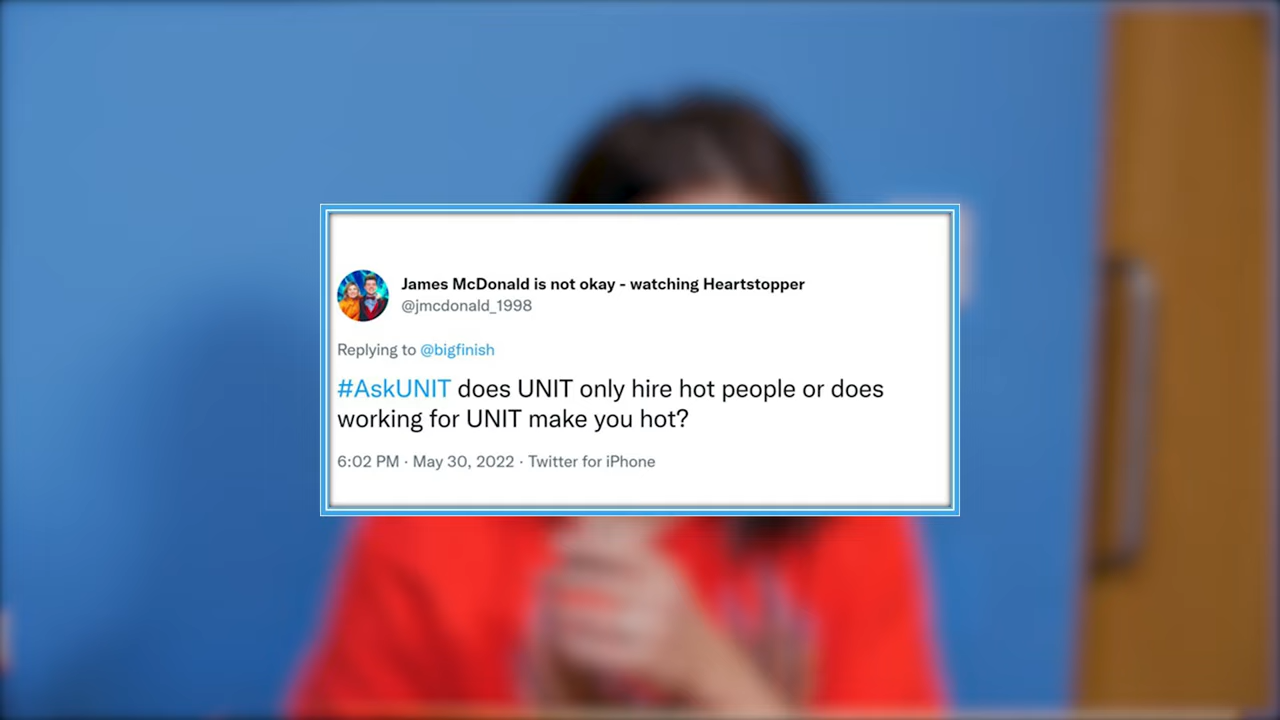 James McDonald is not okay - watching Heartstopper
@jmcdonald_1998
Replying to @bigfinish
#AskUNIT does UNIT only hire hot people or does
working for UNIT make you hot?
6:02 PM · May 30, 2022 · Twitter for iPhone